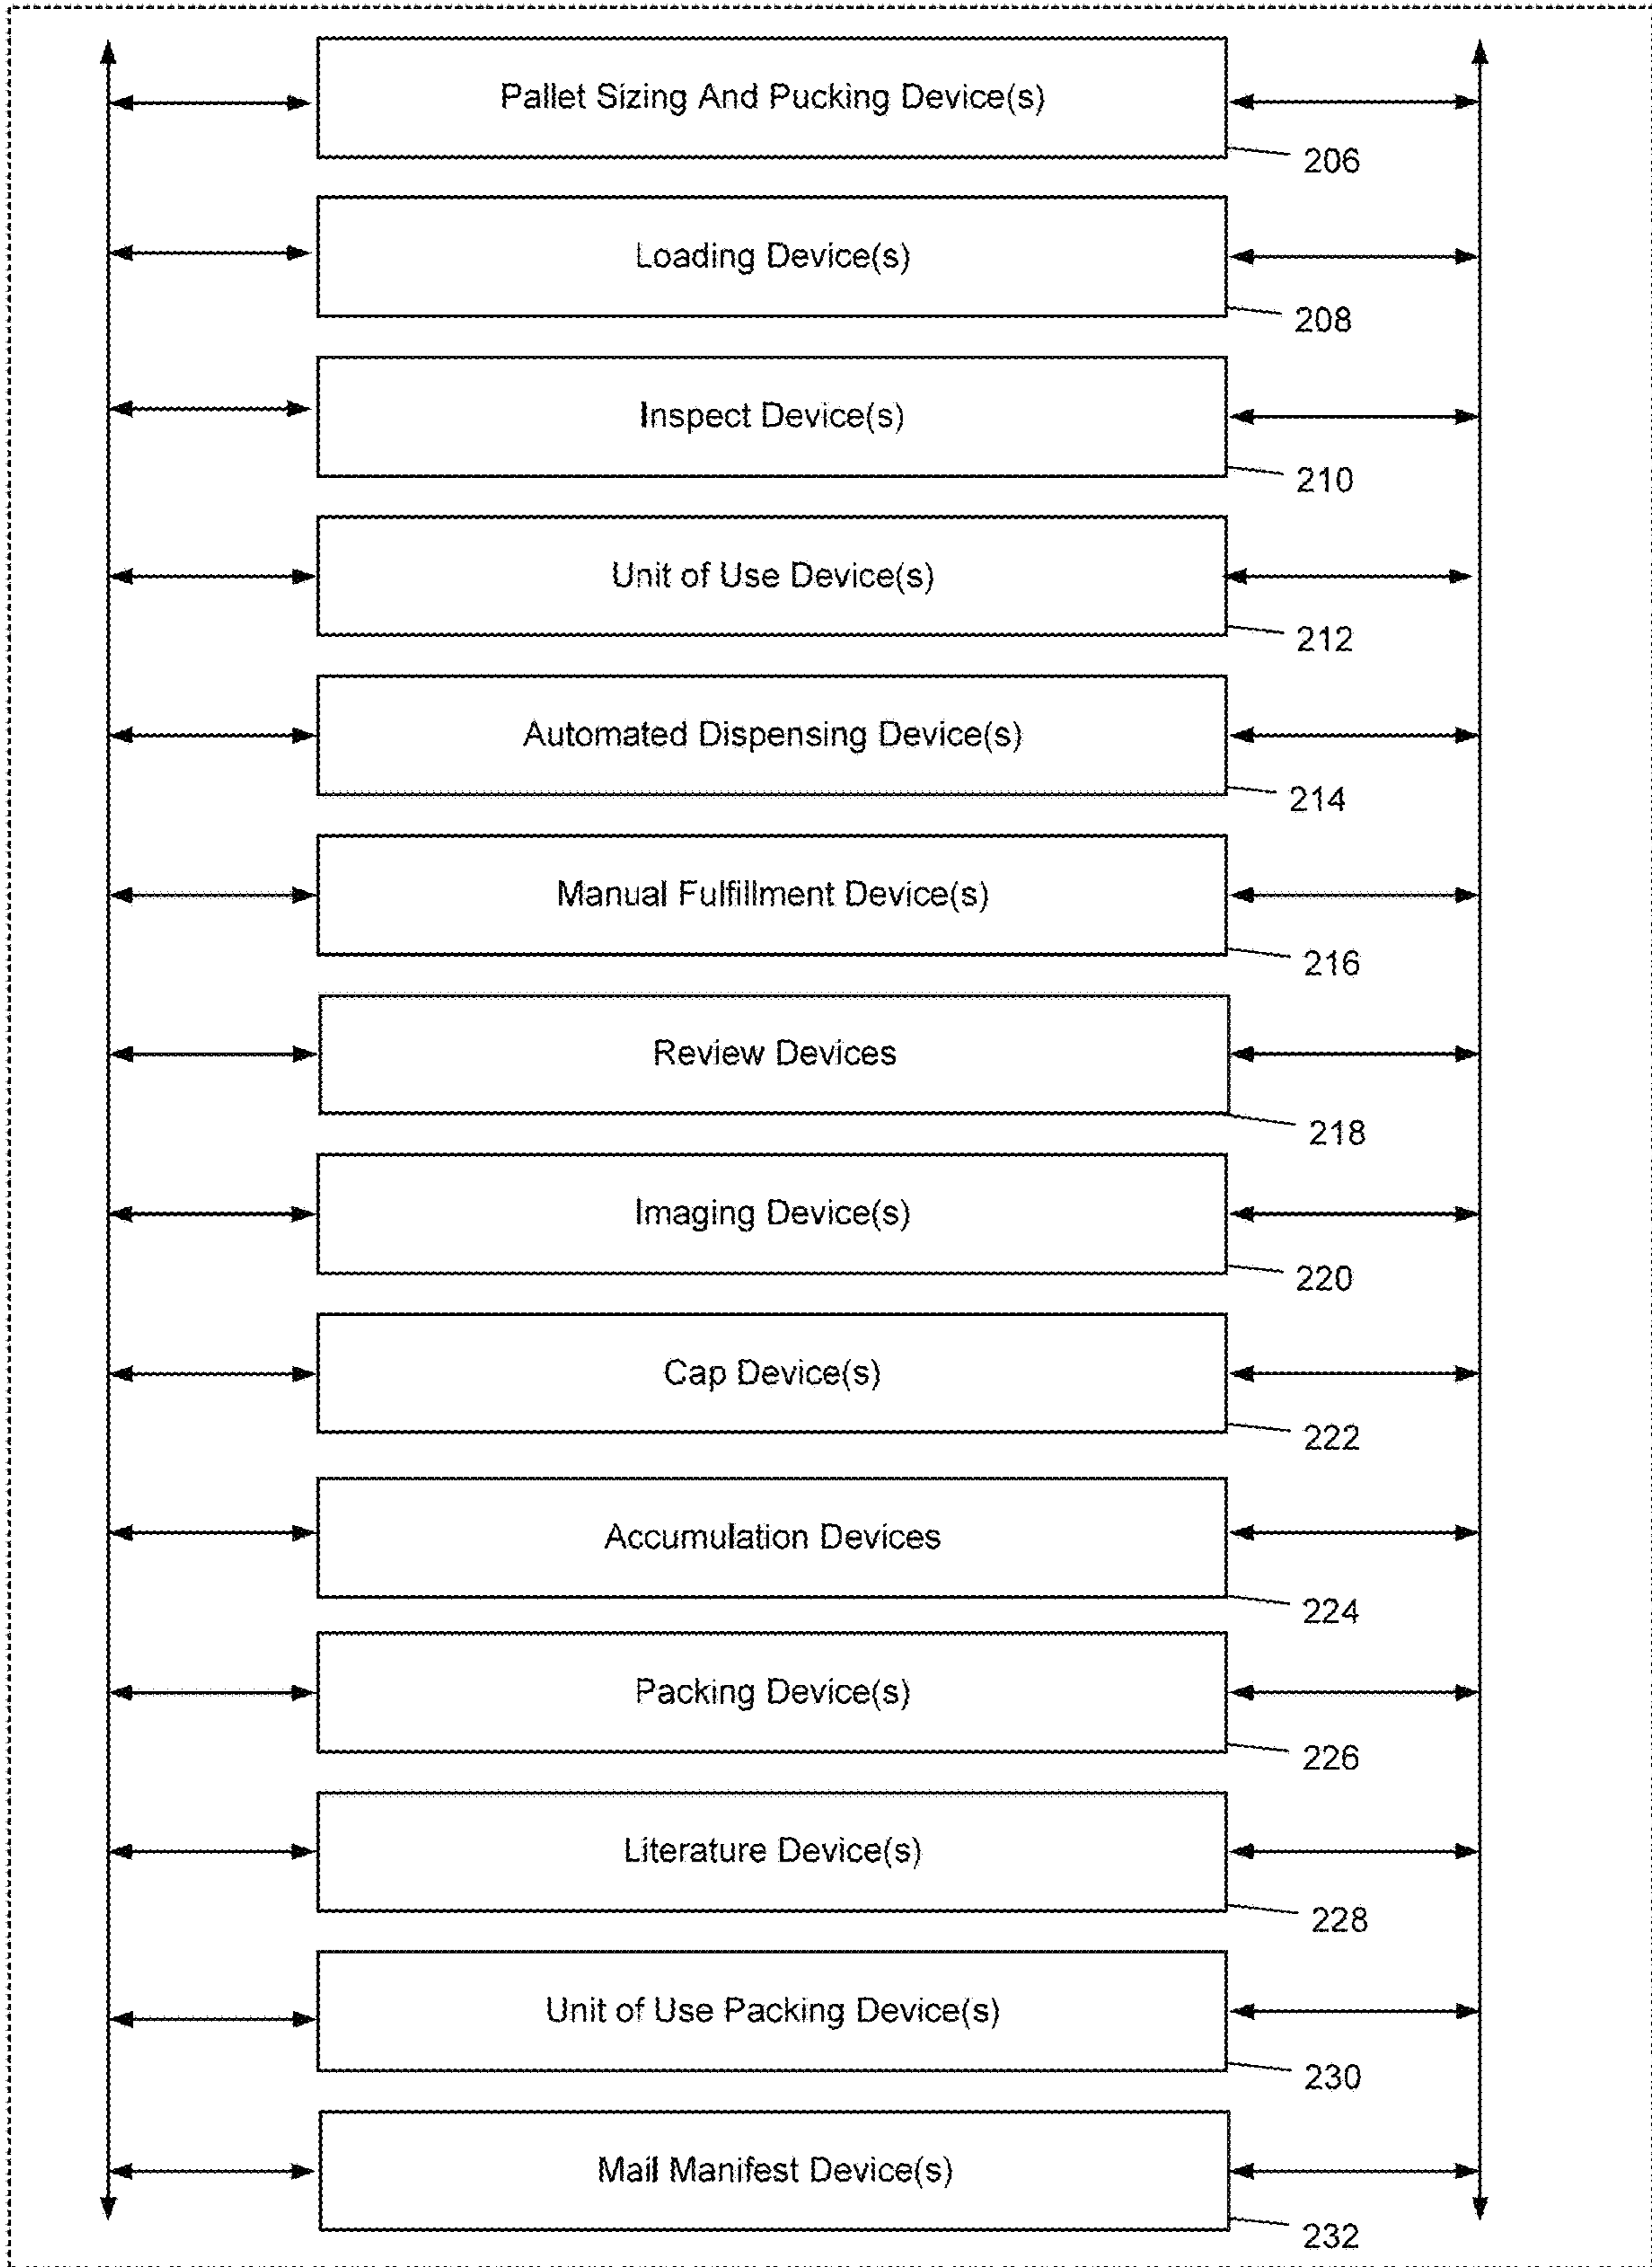 Pallet Sizing And Pucking Device(s)
206
Loading Device(s)
208
Inspect Device(s)
210
Unit of Use Device(s)
212
Automated Dispensing Device(s)
214
Manual Fulfillment Device(s)
216
Review Devices
218
Imaging Device(s)
220
Cap Device(s)
222
Accumulation Devices
224
Packing Device(s)
226
Literature Device(s)
228
Unit of Use Packing Device(s)
230
Mail Manifest Device(s)
232